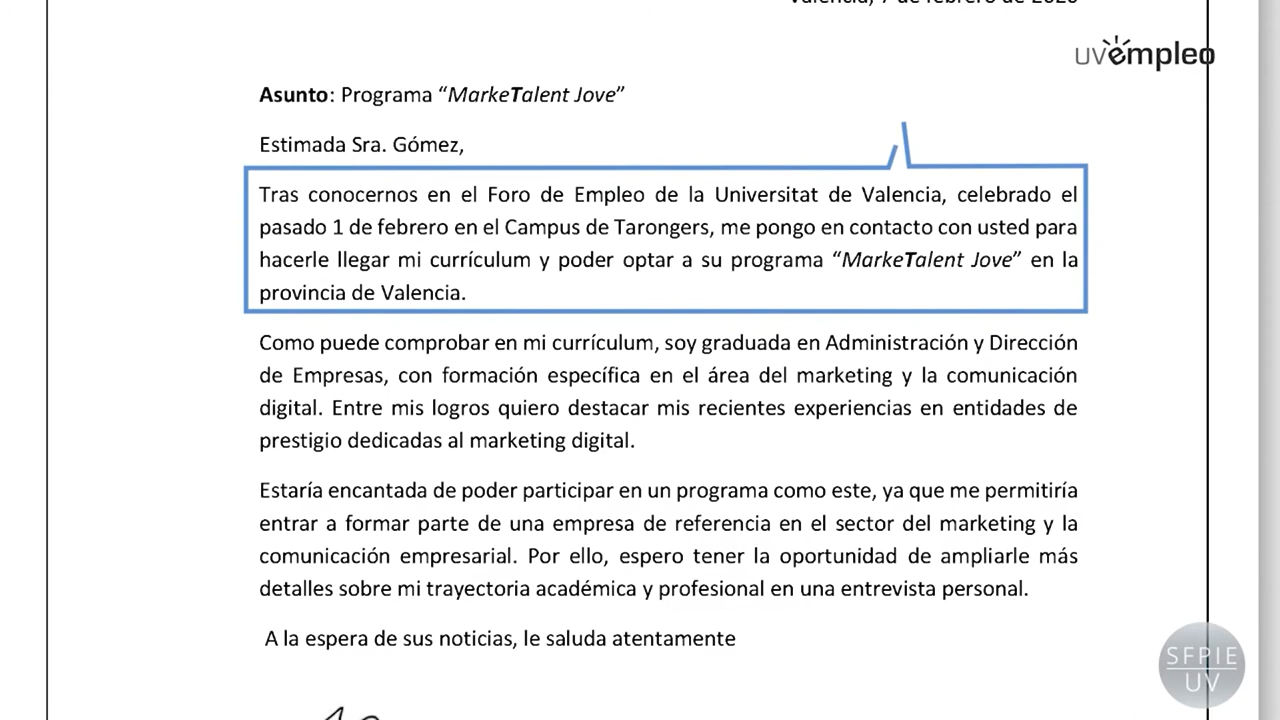 Valencia, 7 de febrero de 2020
uvempleo
Asunto: Programa “MarkeTalent Jove”
Estimada Sra. Gómez,
Tras conocernos en el Foro de Empleo de la Universitat de Valencia, celebrado el
pasado 1 de febrero en el Campus de Tarongers, me pongo en contacto con usted para
hacerle llegar mi currículum y poder optar a su programa “MarkeTalent Jove” en la
provincia de Valencia.
Como puede comprobar en mi currículum, soy graduada en Administración y Dirección
de Empresas, con formación específica en el área del marketing y la comunicación
digital. Entre mis logros quiero destacar mis recientes experiencias en entidades de
prestigio dedicadas al marketing digital.
Estaría encantada de poder participar en un programa como este, ya que me permitiría
entrar a formar parte de una empresa de referencia en el sector del marketing y la
comunicación empresarial. Por ello, espero tener la oportunidad de ampliarle más
detalles sobre mi trayectoria académica y profesional en una entrevista personal.
A la espera de sus noticias, le saluda atentamente
SFPIE
UV